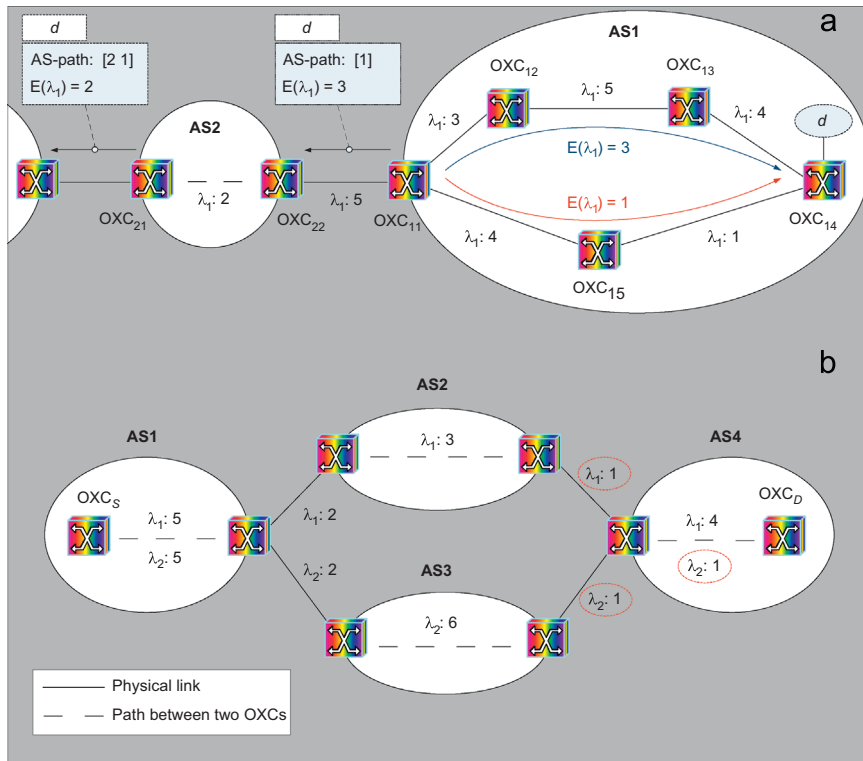 a
d
AS-path: [2 1]
E(λ1) = 2
d
AS-path: [1]
E(λ1) = 3
AS1
OXC12
OXC13
λ1: 5
λ1: 3
λ1: 4
d
AS2
E(λ1) = 3
λ1: 2
λ1: 5
E(λ1) = 1
OXC21
OXC22
OXC11
OXC14
λ1: 4
λ1: 1
OXC15
b
AS2
AS1
AS4
λ1: 3
λ1: 1
OXCS
OXCD
λ1: 5
λ1: 2
λ1: 4
λ2: 5
λ2: 1
λ2: 2
AS3
λ2: 1
λ2: 6
Physical link
Path between two OXCs